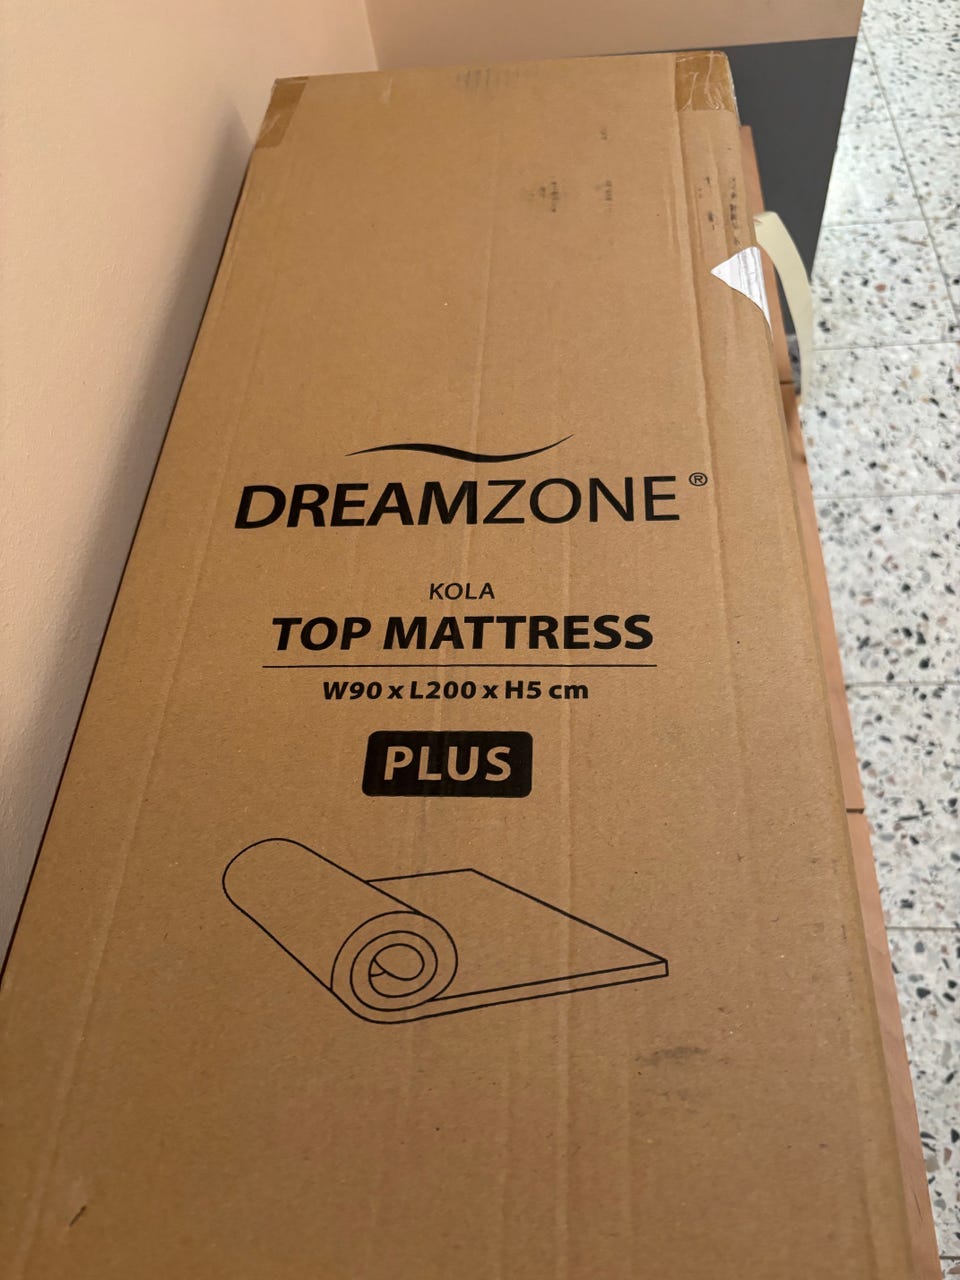 DREAMZONE®
KOLA
TOP MATTRESS
W90 x L200 x H5 cm
PLUS